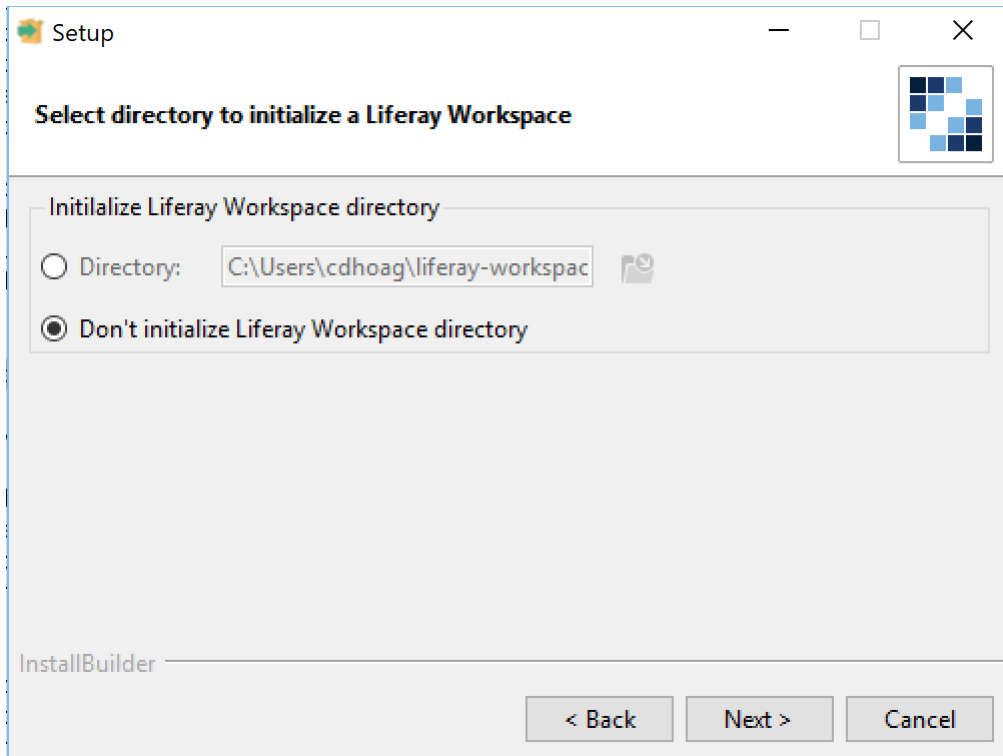 Setup
Select directory to initialize a Liferay Workspace
Initilalize Liferay Workspace directory
Directory: C:\Users\cdhoag\liferay-workspac
Don't initialize Liferay Workspace directory
InstallBuilder
< Back Next > Cancel